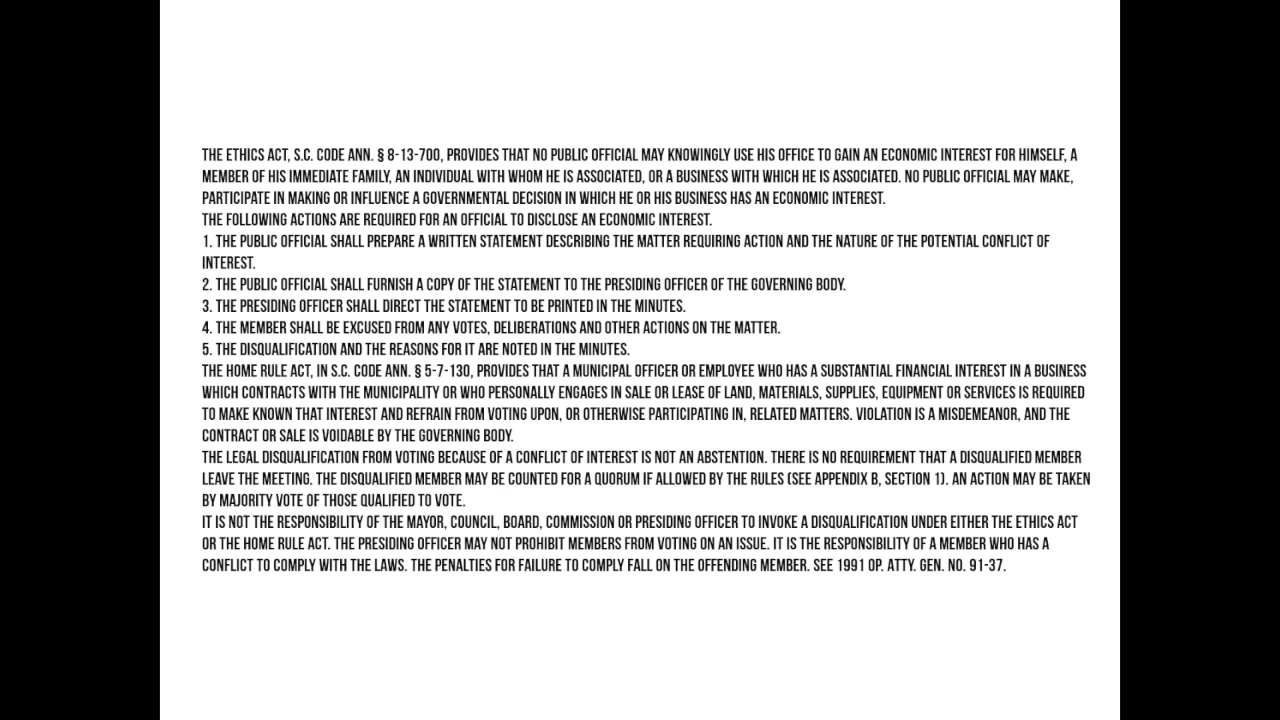 THE ETHICS ACT, S.C. CODE ANN. § 8-13-700, PROVIDES THAT NO PUBLIC OFFICIAL MAY KNOWINGLY USE HIS OFFICE TO GAIN AN ECONOMIC INTEREST FOR HIMSELF, A
MEMBER OF HIS IMMEDIATE FAMILY, AN INDIVIDUAL WITH WHOM HE IS ASSOCIATED, OR A BUSINESS WITH WHICH HE IS ASSOCIATED. NO PUBLIC OFFICIAL MAY MAKE,
PARTICIPATE IN MAKING OR INFLUENCE A GOVERNMENTAL DECISION IN WHICH HE OR HIS BUSINESS HAS AN ECONOMIC INTEREST.
THE FOLLOWING ACTIONS ARE REQUIRED FOR AN OFFICIAL TO DISCLOSE AN ECONOMIC INTEREST.
1. THE PUBLIC OFFICIAL SHALL PREPARE A WRITTEN STATEMENT DESCRIBING THE MATTER REQUIRING ACTION AND THE NATURE OF THE POTENTIAL CONFLICT OF
INTEREST.
2. THE PUBLIC OFFICIAL SHALL FURNISH A COPY OF THE STATEMENT TO THE PRESIDING OFFICER OF THE GOVERNING BODY.
3. THE PRESIDING OFFICER SHALL DIRECT THE STATEMENT TO BE PRINTED IN THE MINUTES.
4. THE MEMBER SHALL BE EXCUSED FROM ANY VOTES, DELIBERATIONS AND OTHER ACTIONS ON THE MATTER.
5. THE DISQUALIFICATION AND THE REASONS FOR IT ARE NOTED IN THE MINUTES.
THE HOME RULE ACT, IN S.C. CODE ANN. § 5-7-130, PROVIDES THAT A MUNICIPAL OFFICER OR EMPLOYEE WHO HAS A SUBSTANTIAL FINANCIAL INTEREST IN A BUSINESS
WHICH CONTRACTS WITH THE MUNICIPALITY OR WHO PERSONALLY ENGAGES IN SALE OR LEASE OF LAND, MATERIALS, SUPPLIES, EQUIPMENT OR SERVICES IS REQUIRED
TO MAKE KNOWN THAT INTEREST AND REFRAIN FROM VOTING UPON, OR OTHERWISE PARTICIPATING IN, RELATED MATTERS. VIOLATION IS A MISDEMEANOR, AND THE
CONTRACT OR SALE IS VOIDABLE BY THE GOVERNING BODY.
THE LEGAL DISQUALIFICATION FROM VOTING BECAUSE OF A CONFLICT OF INTEREST IS NOT AN ABSTENTION. THERE IS NO REQUIREMENT THAT A DISQUALIFIED MEMBER
LEAVE THE MEETING. THE DISQUALIFIED MEMBER MAY BE COUNTED FOR A QUORUM IF ALLOWED BY THE RULES (SEE APPENDIX B, SECTION 1). AN ACTION MAY BE TAKEN
BY MAJORITY VOTE OF THOSE QUALIFIED TO VOTE.
IT IS NOT THE RESPONSIBILITY OF THE MAYOR, COUNCIL, BOARD, COMMISSION OR PRESIDING OFFICER TO INVOKE A DISQUALIFICATION UNDER EITHER THE ETHICS ACT
OR THE HOME RULE ACT. THE PRESIDING OFFICER MAY NOT PROHIBIT MEMBERS FROM VOTING ON AN ISSUE. IT IS THE RESPONSIBILITY OF A MEMBER WHO HAS A
CONFLICT TO COMPLY WITH THE LAWS. THE PENALTIES FOR FAILURE TO COMPLY FALL ON THE OFFENDING MEMBER. SEE 1991 OP. ATTY. GEN. NO. 91-37.